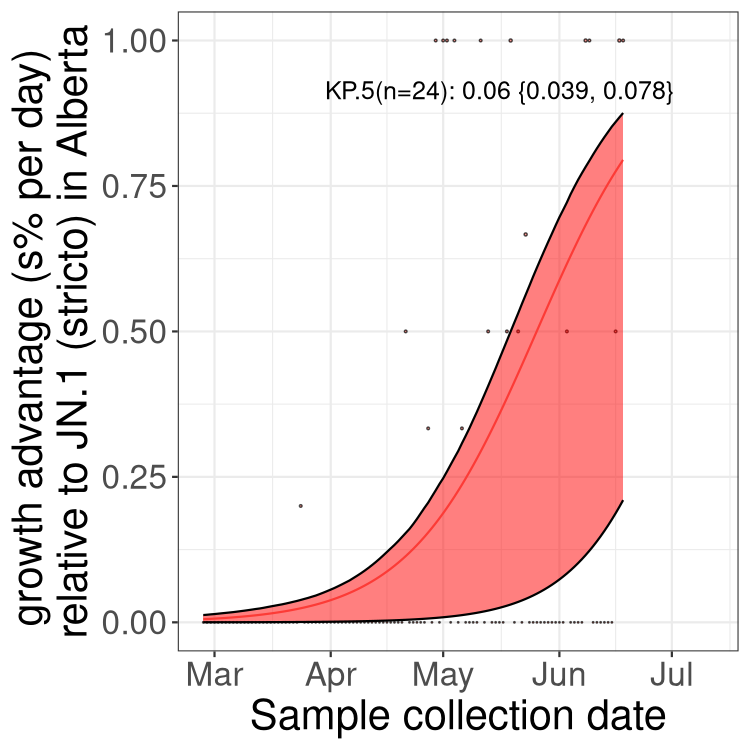 growth advantage (s% per day)
relative to JN.1 (stricto) in Alberta
1.00
0.75
0.50
0.25
0.00
KP.5(n=24): 0.06 {0.039, 0.078}
Mar Apr May Jun Jul
Sample collection date